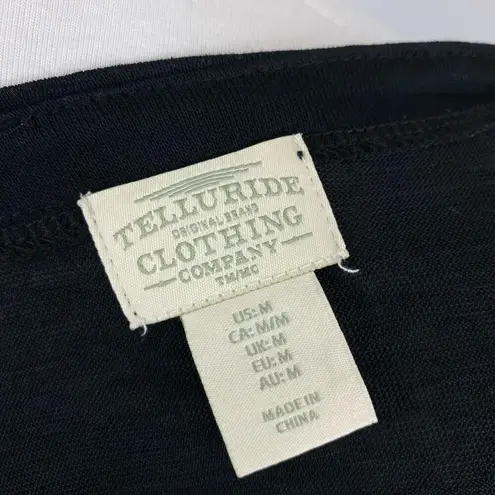 TELLURIDE
ORIGINAL BRAND
CLOTHING
COMPANY
TM/MC
US: M
CA: M/M
UK: M
EU: M
AU: M
MADE IN
CHINA